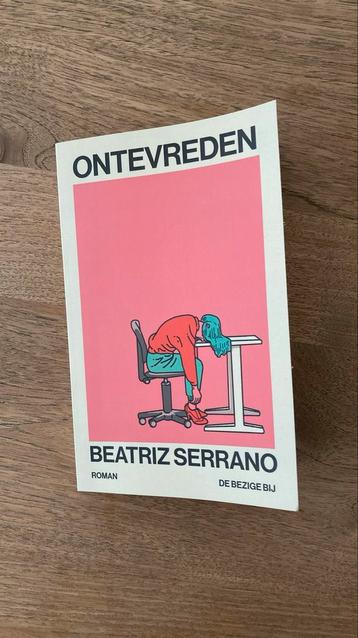 ONTEVREDEN
BEATRIZ SERRANO
ROMAN
DE BEZIGE BIJ